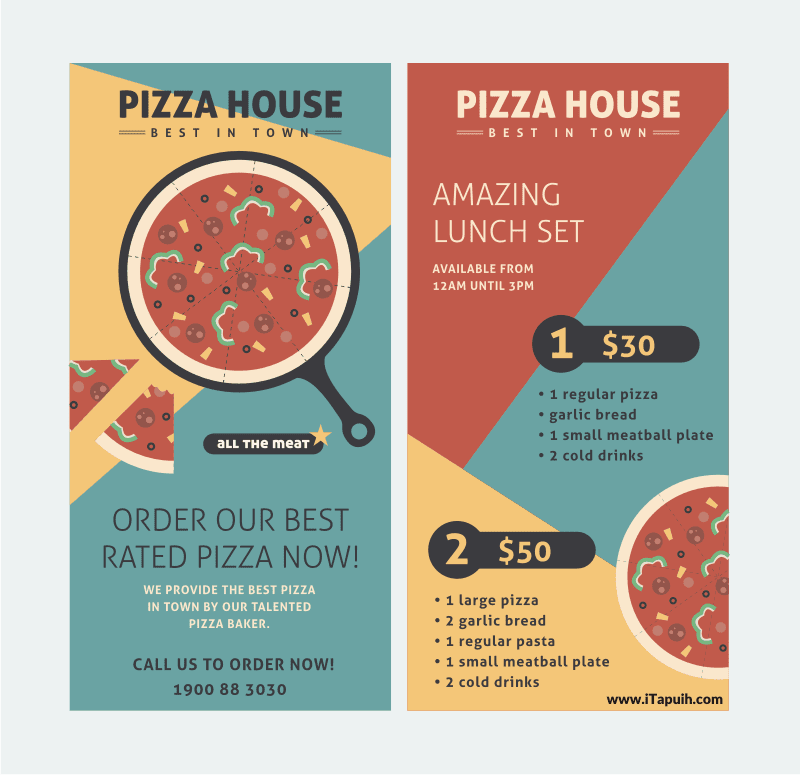 PIZZA HOUSE
BEST IN TOWN
all the meat
ORDER OUR BEST
RATED PIZZA NOW!
WE PROVIDE THE BEST PIZZA
IN TOWN BY OUR TALENTED
PIZZA BAKER.
CALL US TO ORDER NOW!
1900 88 3030
PIZZA HOUSE
BEST IN TOWN
AMAZING
LUNCH SET
AVAILABLE FROM
12AM UNTIL 3PM
1 $30
• 1 regular pizza
• garlic bread
• 1 small meatball plate
• 2 cold drinks
2 $50
• 1 large pizza
• 2 garlic bread
• 1 regular pasta
• 1 small meatball plate
• 2 cold drinks
www.iTapuih.com